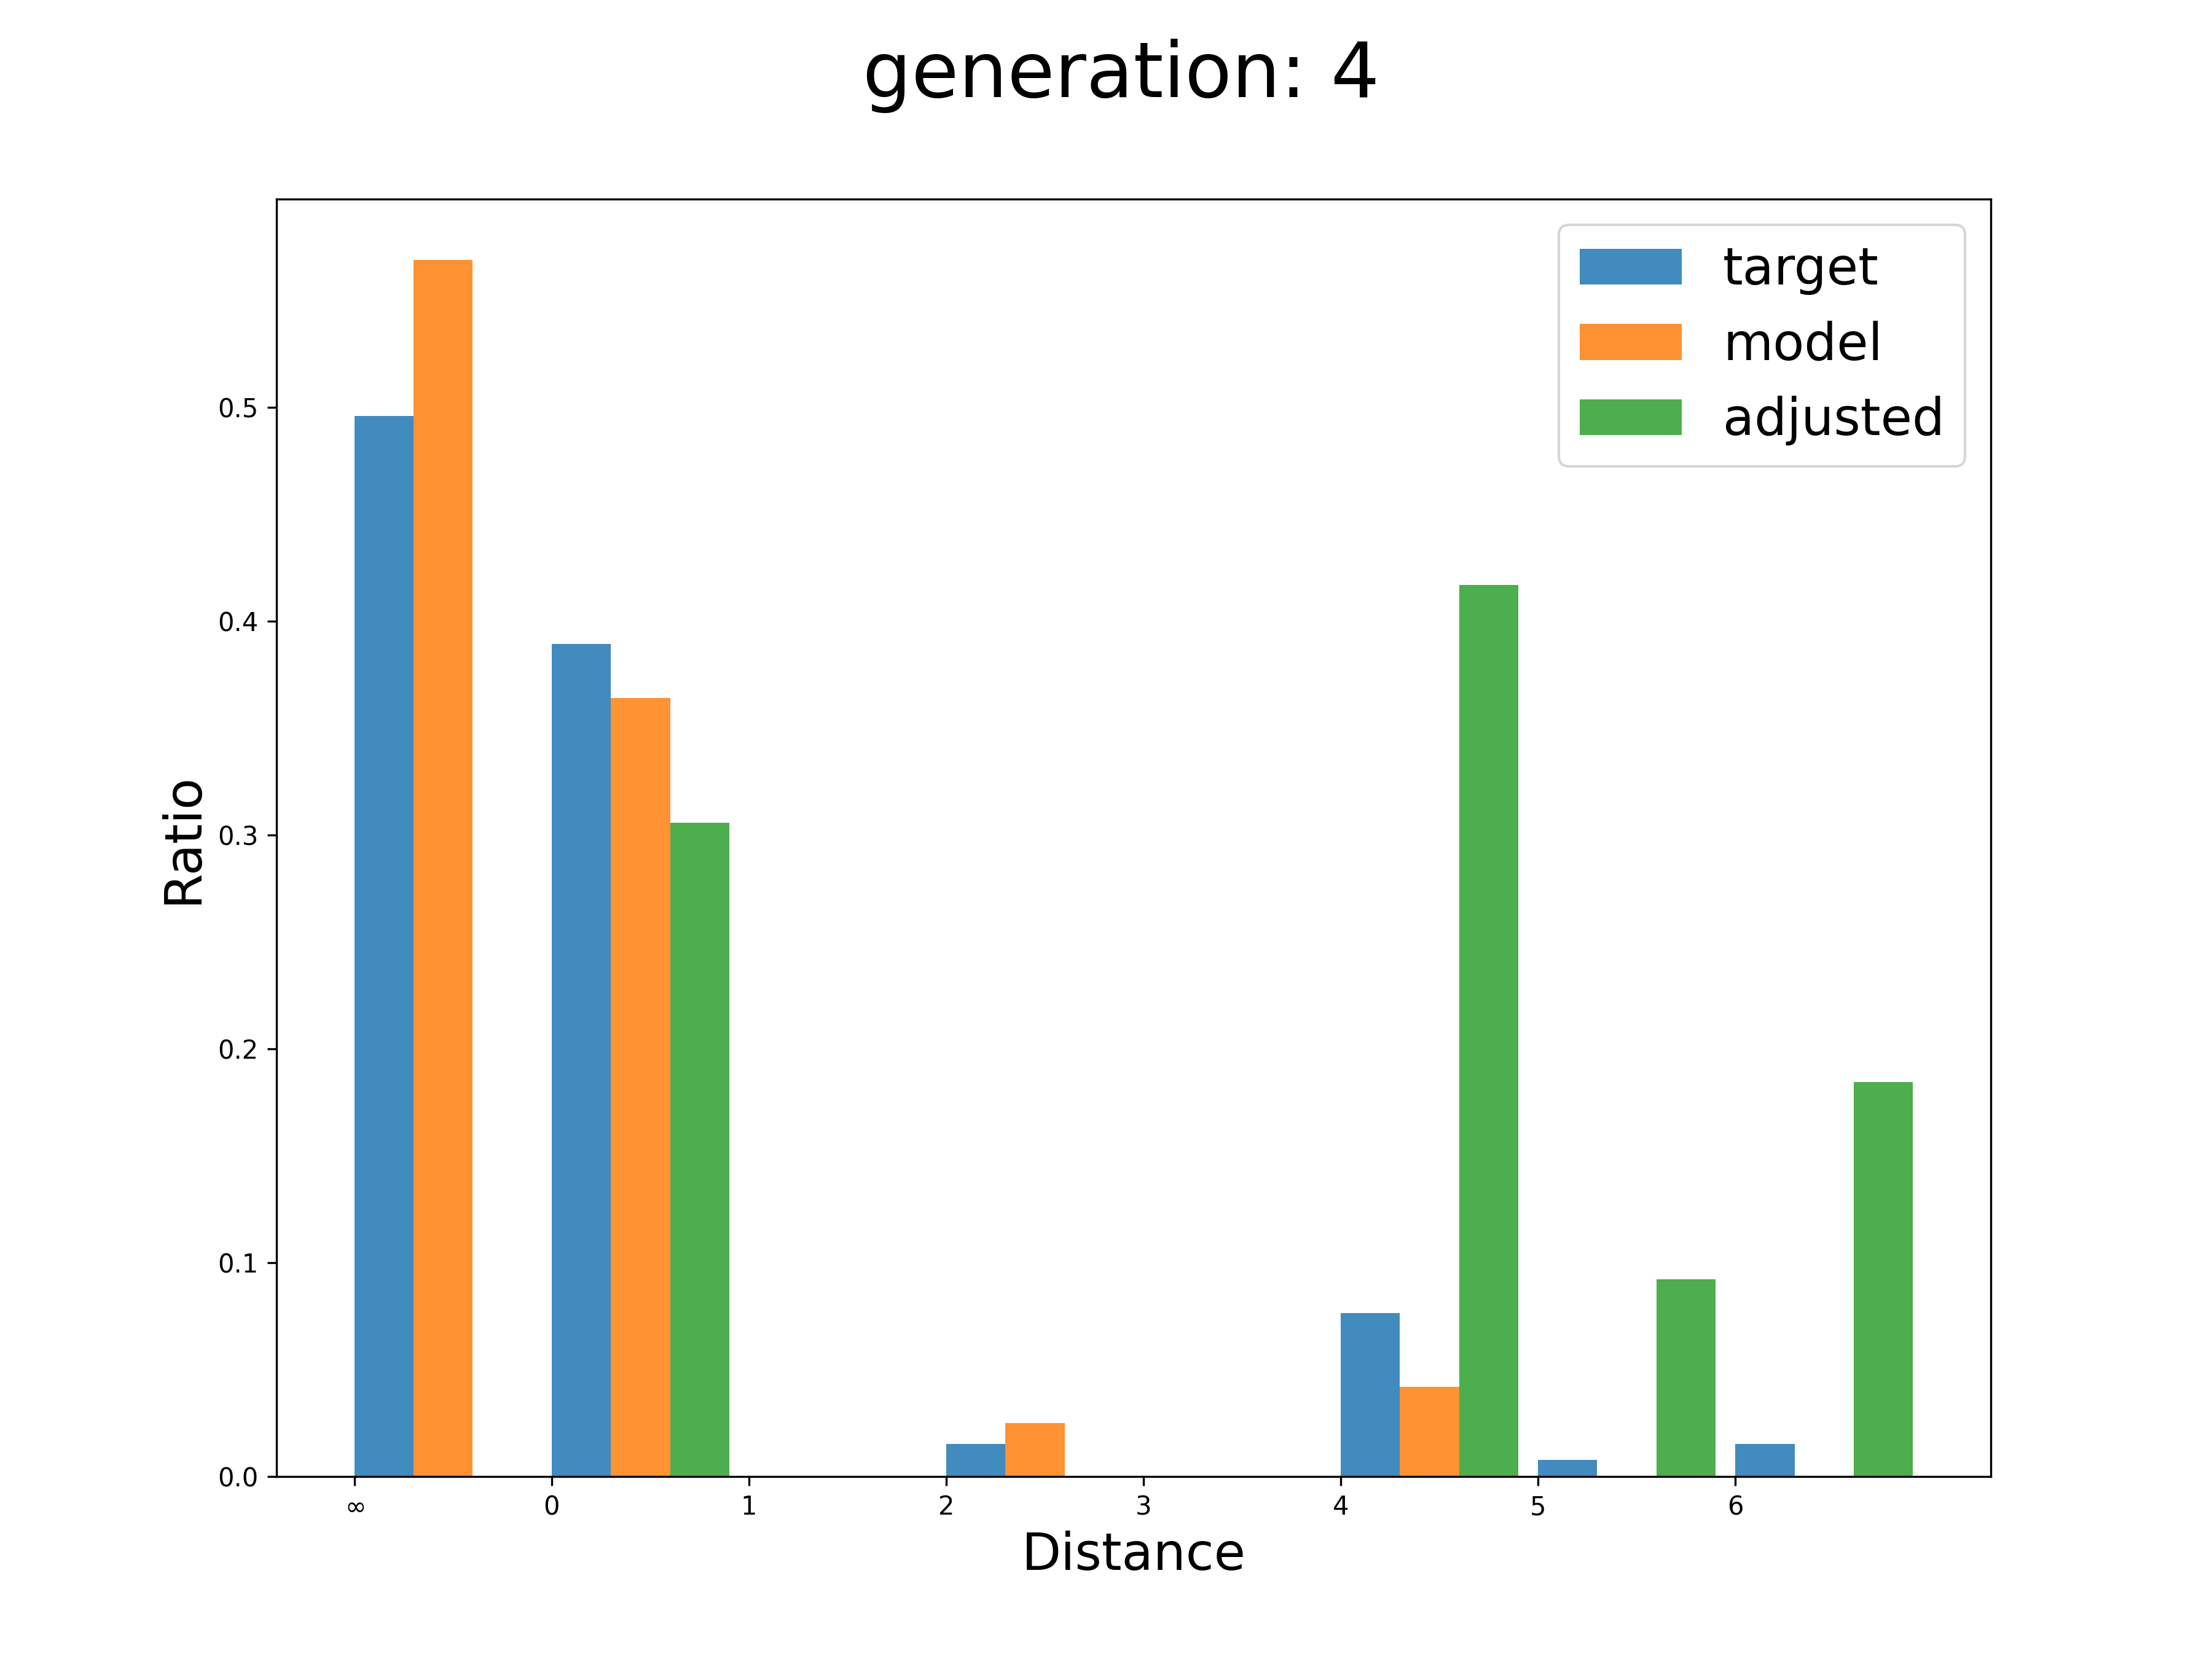 generation: 4
target
model
adjusted
Ratio
0.5
0.4
0.3
0.2
0.1
0.0
∞ 0 1 2 3 4 5 6
Distance